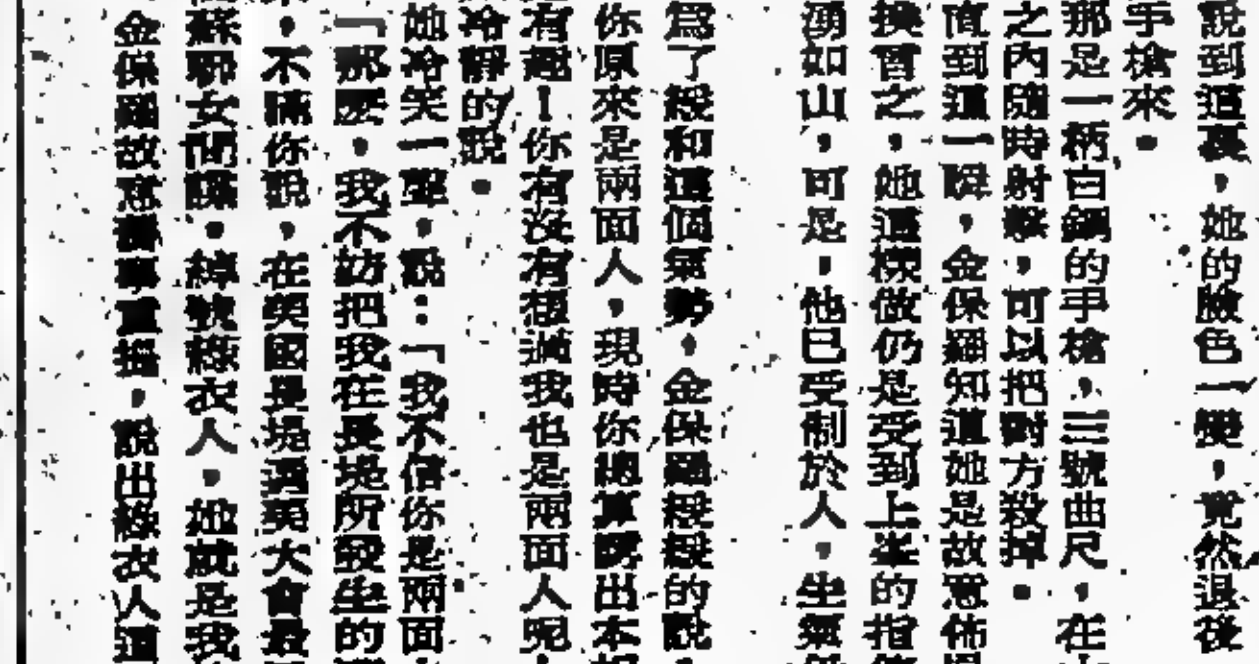 說到這裏，她的臉色一變，竟然退後
手槍來。
那是一柄白鋼的手槍，三號曲尺，在
之內隨時射擊，可以把對方殺掉。
直到這一瞬，金保羅知道她是故意佈
換言之，她這樣做仍是受到上峯的指
湧如山，可是，他已受制於人，生氣
爲了緩和這個氣勢，金保羅緩緩的說
你原來是兩面人，現時你總算露出本
有趣！你有沒有想過我也是兩面人呢
冷靜的說。
她冷笑一聲，說：「我不信你是兩面
「那麽，我不妨把我在長堤所發生的
，不瞞你說，在美國長堤選美大會最
蘇聯女間諜。綽號綠衣人，她就是我
金保羅故意擧重，說出綠衣人這